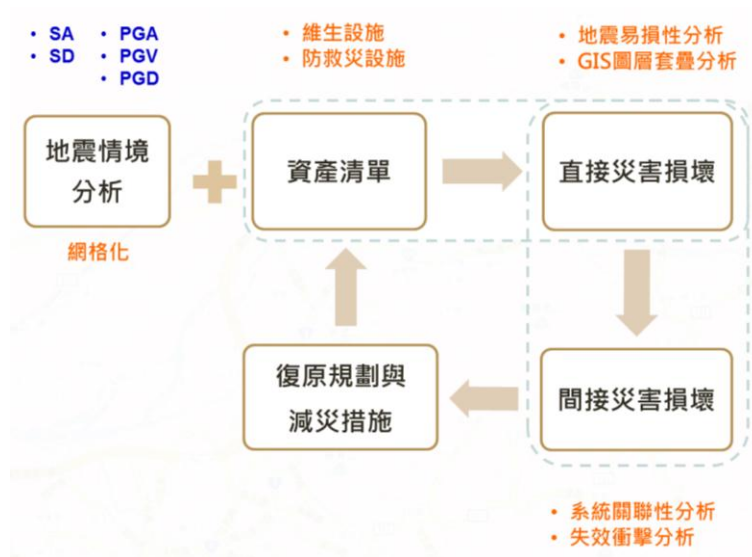 • SA • PGA
• SD • PGV
• PGD
• 維生設施
• 防救災設施
• 地震易損性分析
• GIS圖層套疊分析
地震情境
分析
資產清單
直接災害損壞
網格化
復原規劃與
減災措施
間接災害損壞
• 系統關聯性分析
• 失效衝擊分析